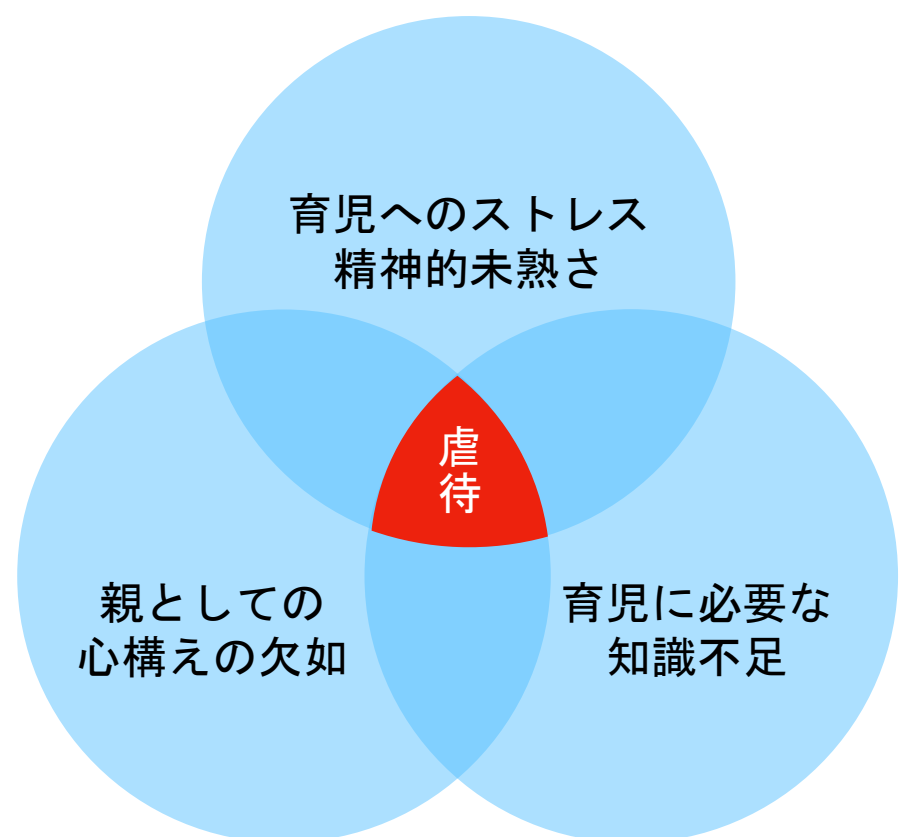 育児へのストレス
精神的未熟さ
虐待
親としての
心構えの欠如
育児に必要な
知識不足